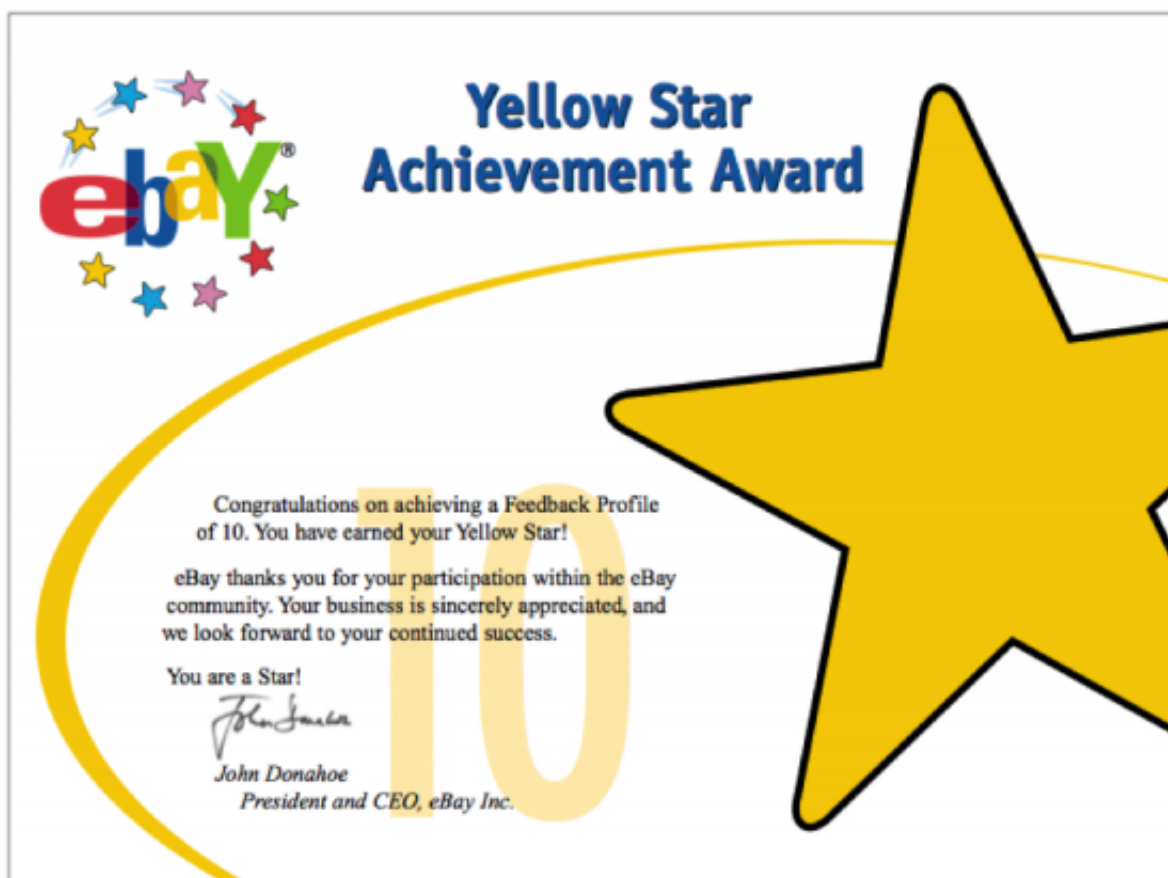 ebaY®
Yellow Star
Achievement Award
10
Congratulations on achieving a Feedback Profile
of 10. You have earned your Yellow Star!
eBay thanks you for your participation within the eBay
community. Your business is sincerely appreciated, and
we look forward to your continued success.
You are a Star!
John Donahoe
John Donahoe
President and CEO, eBay Inc.